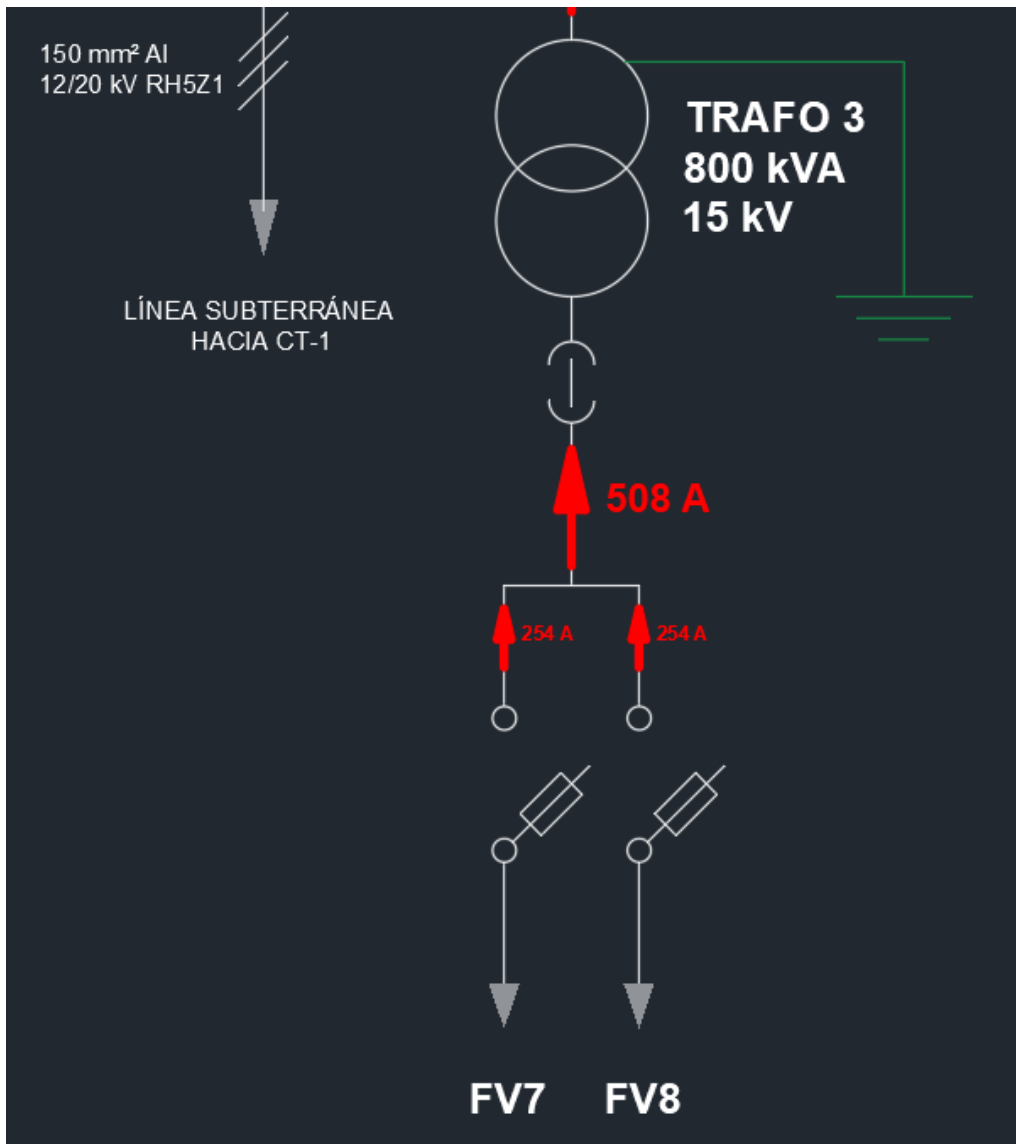 150 mm² Al
12/20 kV RH5Z1
TRAFO 3
800 kVA
15 kV
LÍNEA SUBTERRÁNEA
HACIA CT-1
508 A
254 A
254 A
FV7
FV8